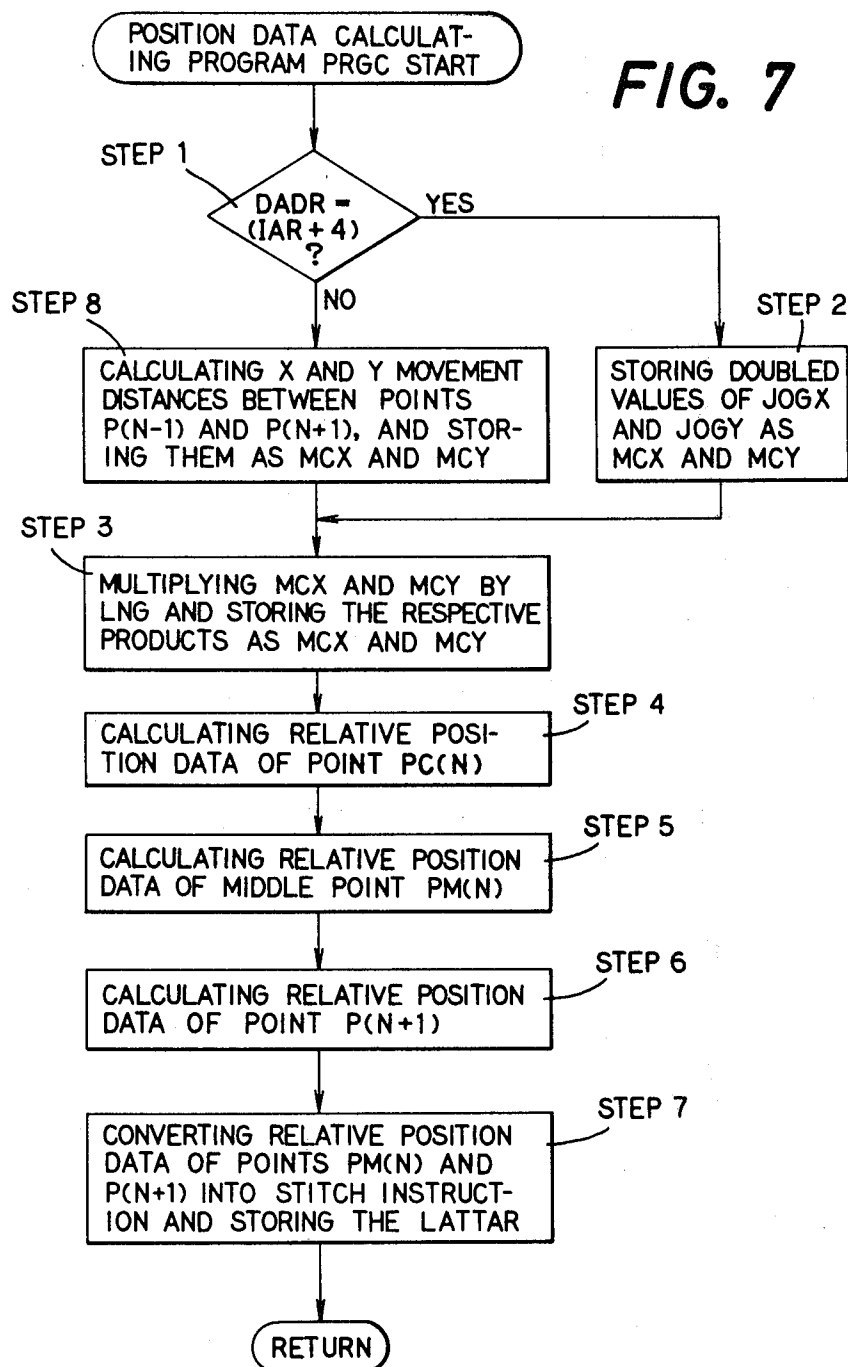 POSITION DATA CALCULAT-
ING PROGRAM PRGC START
FIG. 7
STEP 1
DADR =
(IAR + 4)
?
YES
NO
STEP 8
CALCULATING X AND Y MOVEMENT
DISTANCES BETWEEN POINTS
P(N-1) AND P(N+1), AND STOR-
ING THEM AS MCX AND MCY
STEP 2
STORING DOUBLED
VALUES OF JOGX
AND JOGY AS
MCX AND MCY
STEP 3
MULTIPLYING MCX AND MCY BY
LNG AND STORING THE RESPECTIVE
PRODUCTS AS MCX AND MCY
STEP 4
CALCULATING RELATIVE POSI-
TION DATA OF POINT PC(N)
STEP 5
CALCULATING RELATIVE POSITION
DATA OF MIDDLE POINT PM(N)
STEP 6
CALCULATING RELATIVE POSITION
DATA OF POINT P(N+1)
STEP 7
CONVERTING RELATIVE POSITION
DATA OF POINTS PM(N) AND
P(N+1) INTO STITCH INSTRUCT-
ION AND STORING THE LATTAR
RETURN